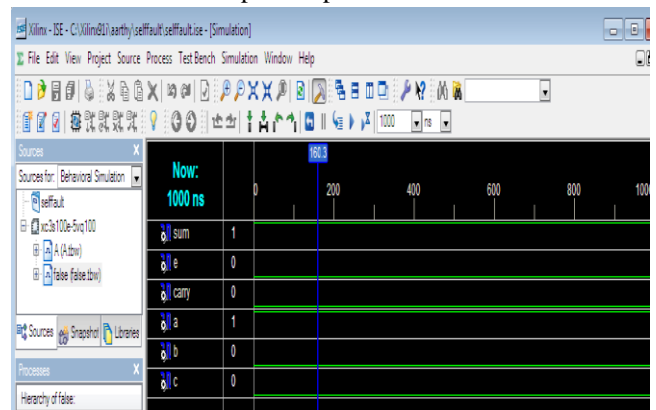 Xilinx - ISE - C:\Xilinx91i\aarthy\selffault\selffault.ise - [Simulation]
File Edit View Project Source Process Test Bench Simulation Window Help
1000 ns
Sources X
Sources for: Behavioral Simulation
selffault
xc3s100e-5vq100
A (A.tbw)
false (false.tbw)
Sources Snapshot Libraries
Processes X
Hierarchy of false:
160.3
Now:
1000 ns
0 200 400 600 800 1000
sum 1
e 0
carry 0
a 1
b 0
c 0